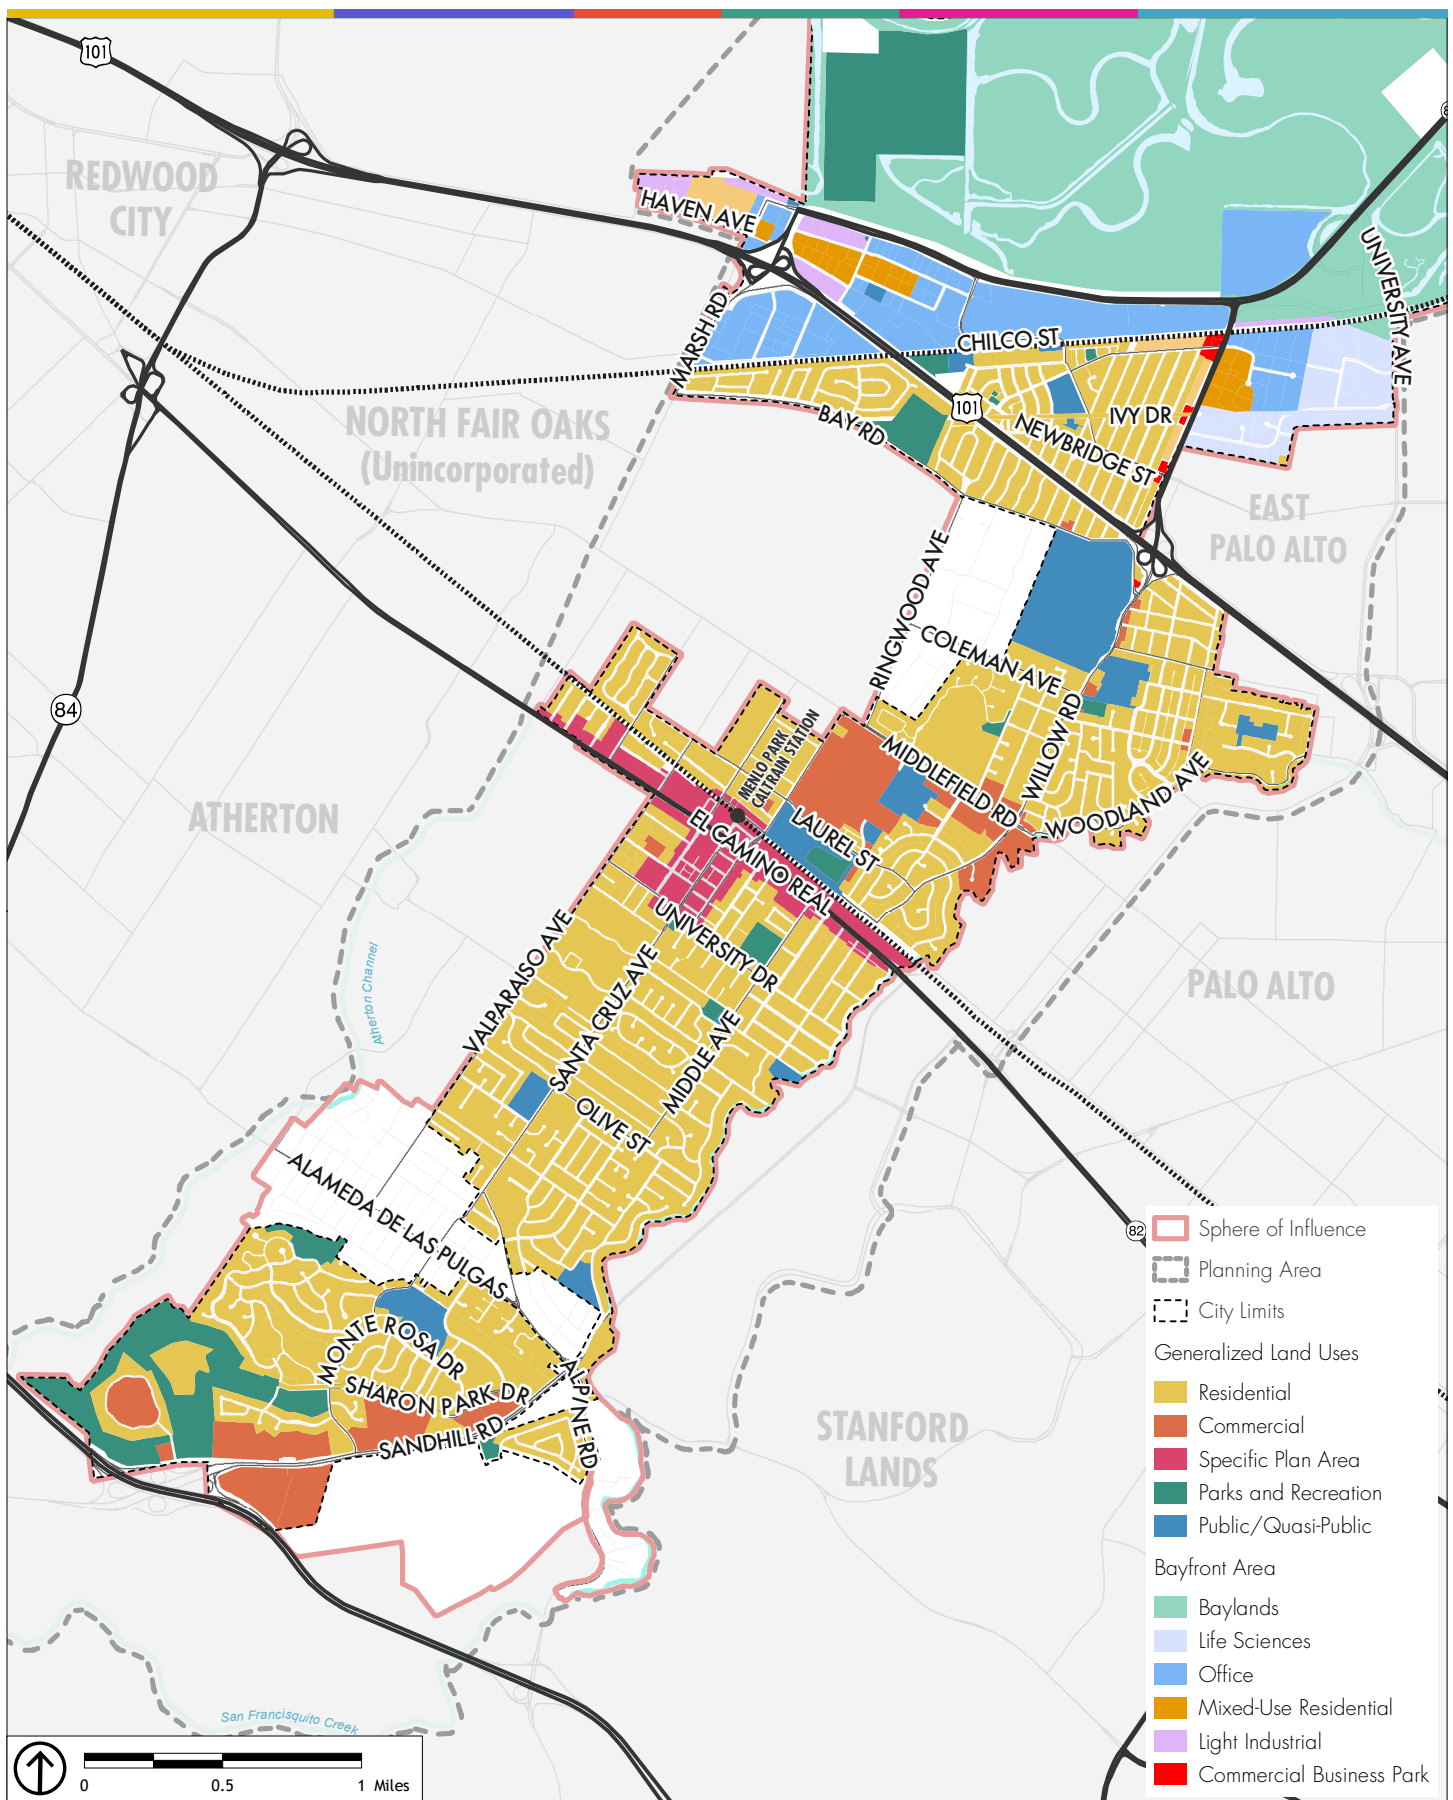 101
REDWOOD
CITY
HAVEN AVE
UNIVERSITY AVE
MARSH RD
CHILCO ST
NORTH FAIR OAKS
(Unincorporated)
BAY RD
101
IVY DR
NEWBRIDGE ST
EAST
PALO ALTO
RINGWOOD AVE
COLEMAN AVE
84
WILLOW RD
MENLO PARK
CALTRAIN STATION
MIDDLEFIELD RD
WOODLAND AVE
ATHERTON
LAUREL ST
EL CAMINO REAL
UNIVERSITY DR
VALPARAISO AVE
SANTA CRUZ AVE
Atherton Channel
PALO ALTO
MIDDLE AVE
OLIVE ST
ALAMEDA DE LAS PULGAS
82
MONTE ROSA DR
SHARON PARK DR
ALPINE RD
SANDHILL RD
STANFORD
LANDS
San Francisquito Creek
Sphere of Influence
Planning Area
City Limits
Generalized Land Uses
Residential
Commercial
Specific Plan Area
Parks and Recreation
Public/Quasi-Public
Bayfront Area
Baylands
Life Sciences
Office
Mixed-Use Residential
Light Industrial
Commercial Business Park
0 0.5 1 Miles